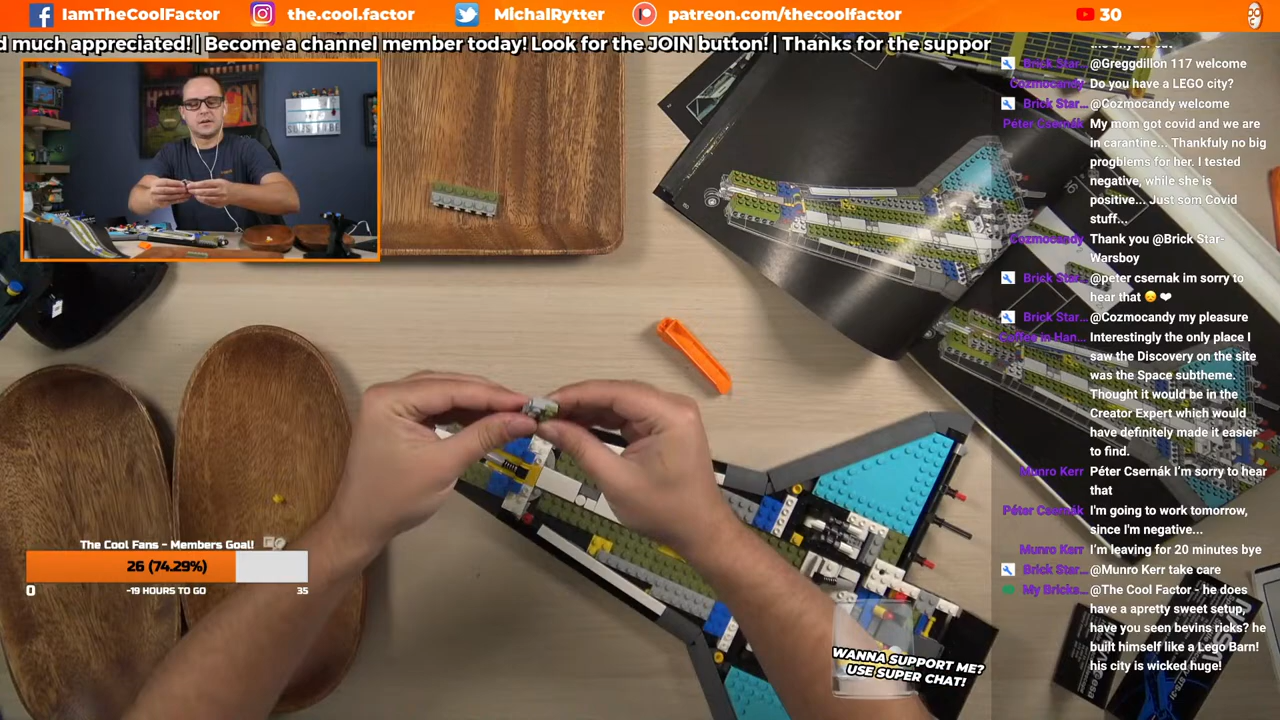 IamTheCoolFactor the.cool.factor MichalRytter patreon.com/thecoolfactor 30
d much appreciated! | Become a channel member today! Look for the JOIN button! | Thanks for the suppor
Brick Star... @Greggdillon 117 welcome
Cozmocandy Do you have a LEGO city?
Brick Star... @Cozmocandy welcome
Péter Csernák My mom got covid and we are
in carantine... Thankfuly no big
progblems for her. I tested
negative, while she is
positive... Just som Covid
stuff...
Cozmocandy Thank you @Brick Star-
Warsboy
Brick Star... @peter csernak im sorry to
hear that
Brick Star... @Cozmocandy my pleasure
Coffee in Han... Interestingly the only place I
saw the Discovery on the site
was the Space subtheme.
Thought it would be in the
Creator Expert which would
have definitely made it easier
to find.
Munro Kerr Péter Csernák I'm sorry to hear
that
Péter Csernák I'm going to work tomorrow,
since I'm negative...
Munro Kerr I'm leaving for 20 minutes bye
Brick Star... @Munro Kerr take care
My Bricks... @The Cool Factor - he does
have a apretty sweet setup,
have you seen bevins ricks? he
built himself like a Lego Barn!
his city is wicked huge!
The Cool Fans - Members Goal!
26 (74.29%)
0 -19 HOURS TO GO 35
WANNA SUPPORT ME?
USE SUPER CHAT!